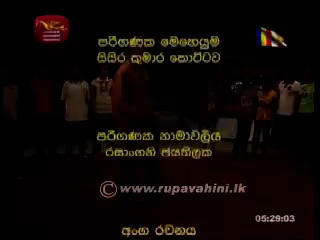 පරිගණක මෙහෙයුම
සිසිර කුමාර කොට්ටව
පරිගණක නාමාවලිය
රසාංගනි ජයතිලක
© www.rupavahini.lk
05:29:03
අංග රචනය